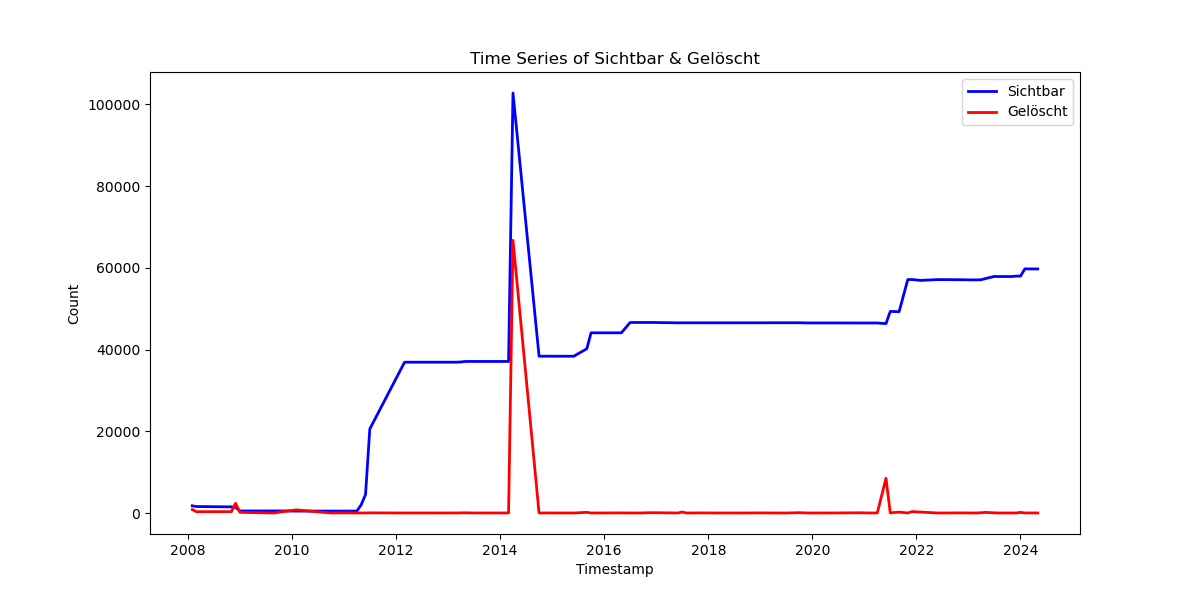 Time Series of Sichtbar & Gelöscht
Sichtbar
Gelöscht
100000
80000
60000
40000
20000
0
Count
2008 2010 2012 2014 2016 2018 2020 2022 2024
Timestamp